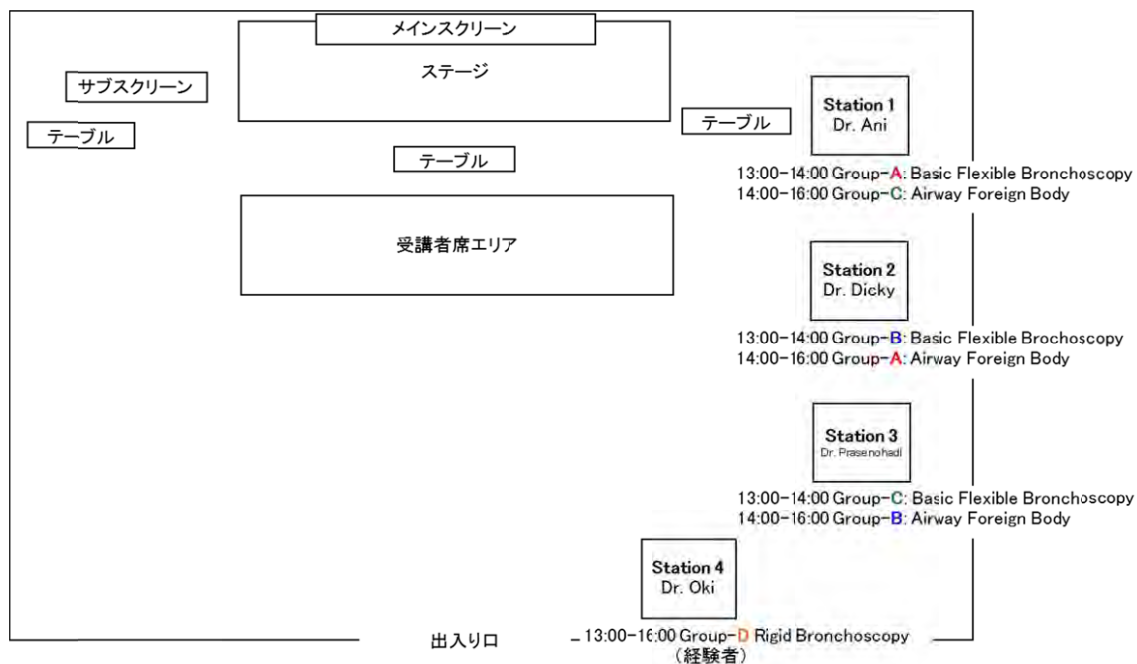 メインスクリーン
ステージ
サブスクリーン
テーブル
テーブル
テーブル
受講者席エリア
Station 1
Dr. Ani
13:00-14:00 Group-A: Basic Flexible Bronchoscopy
14:00-16:00 Group-C: Airway Foreign Body
Station 2
Dr. Dicky
13:00-14:00 Group-B: Basic Flexible Brochoscopy
14:00-16:00 Group-A: Airway Foreign Body
Station 3
Dr. Prasenohadi
13:00-14:00 Group-C: Basic Flexible Bronchoscopy
14:00-16:00 Group-B: Airway Foreign Body
Station 4
Dr. Oki
出入り口
13:00-16:00 Group-D Rigid Bronchoscopy
（経験者）